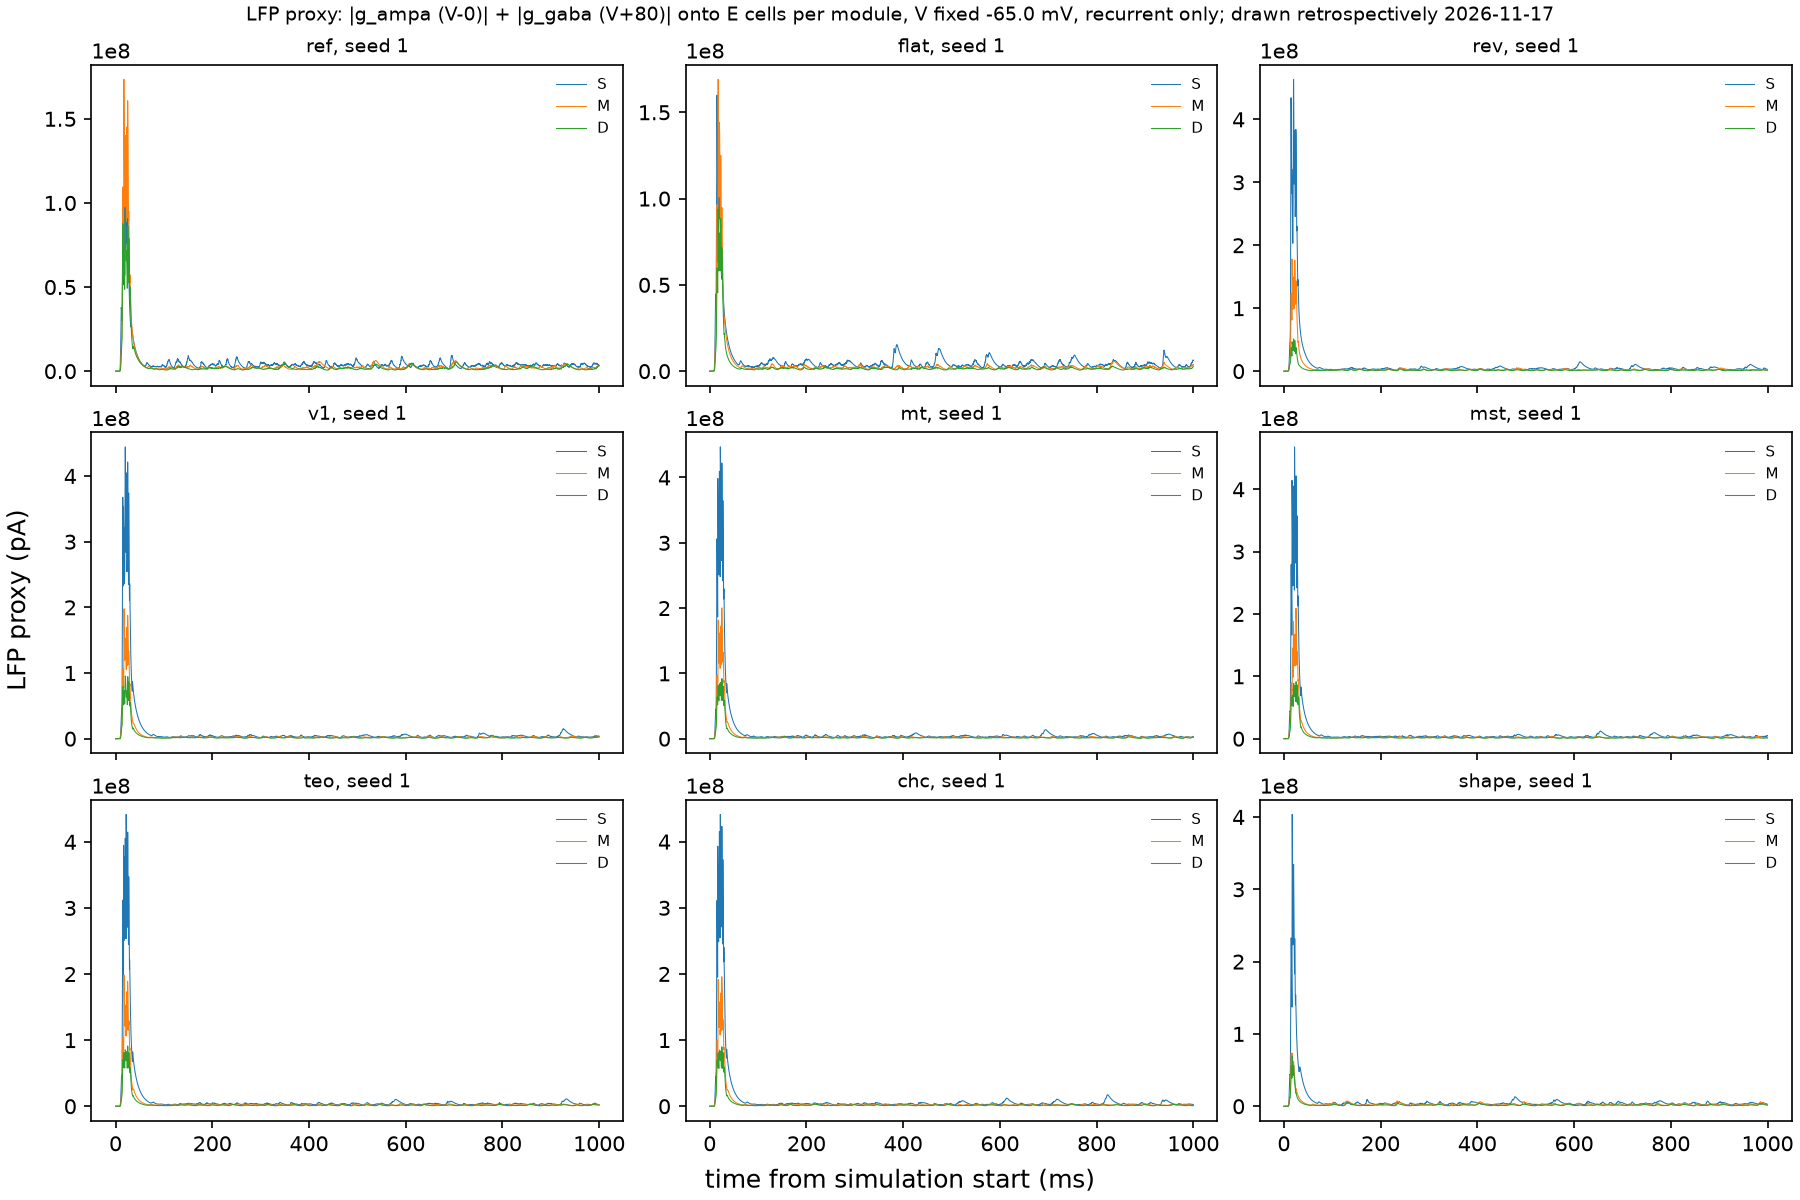 LFP proxy: |g_ampa (V-0)| + |g_gaba (V+80)| onto E cells per module, V fixed -65.0 mV, recurrent only; drawn retrospectively 2026-11-17
ref, seed 1
1e8
S
M
D
1.5
1.0
0.5
0.0
flat, seed 1
1e8
S
M
D
1.5
1.0
0.5
0.0
rev, seed 1
1e8
S
M
D
4
3
2
1
0
v1, seed 1
1e8
S
M
D
4
3
2
1
0
mt, seed 1
1e8
S
M
D
4
3
2
1
0
mst, seed 1
1e8
S
M
D
4
3
2
1
0
LFP proxy (pA)
teo, seed 1
1e8
S
M
D
4
3
2
1
0
0 200 400 600 800 1000
chc, seed 1
1e8
S
M
D
4
3
2
1
0
0 200 400 600 800 1000
shape, seed 1
1e8
S
M
D
4
3
2
1
0
0 200 400 600 800 1000
time from simulation start (ms)